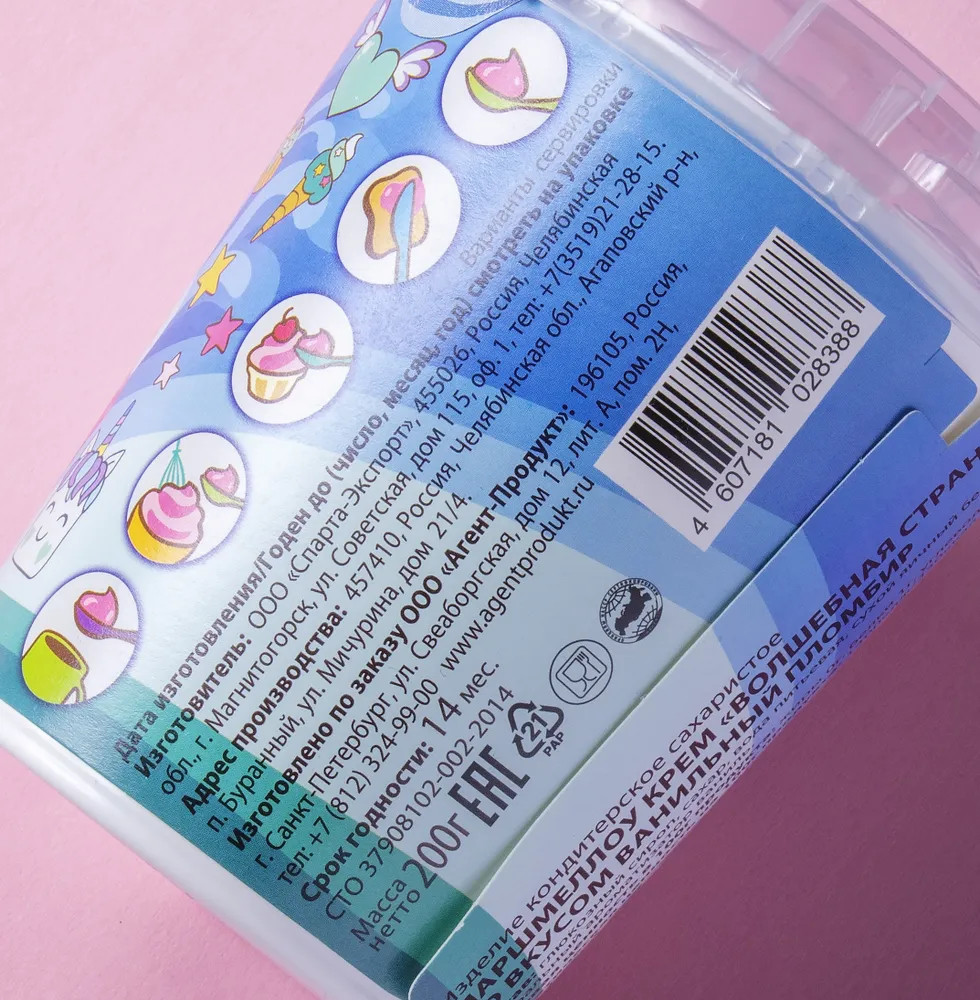 Варианты сервировки
Дата изготовления/Годен до (число, месяц, год) смотреть на упаковке
Изготовитель: ООО «Спарта-Экспорт», 455026, Россия, Челябинская
обл., г. Магнитогорск, ул. Советская, дом 115, оф. 1, тел: +7(3519)21-28-15.
Адрес производства: 457410, Россия, Челябинская обл., Агаповский р-н,
п. Буранный, ул. Мичурина, дом 21/4.
Изготовлено по заказу ООО «Агент Продукт»: 196105, Россия,
г. Санкт-Петербург, ул. Свеаборгская, дом 12, лит. А, пом. 2Н,
тел: +7 (812) 324-99-00 www.agentprodukt.ru
Срок годности: 14 мес.
СТО 37908102-002-2014
Масса
нетто 200г
EAC
21
PAP
4 607181 028388
Изделие кондитерское сахаристое
МАРШМЕЛЛОУ КРЕМ «ВОЛШЕБНАЯ СТРАН
СО ВКУСОМ ВАНИЛЬНЫЙ ПЛОМБИР